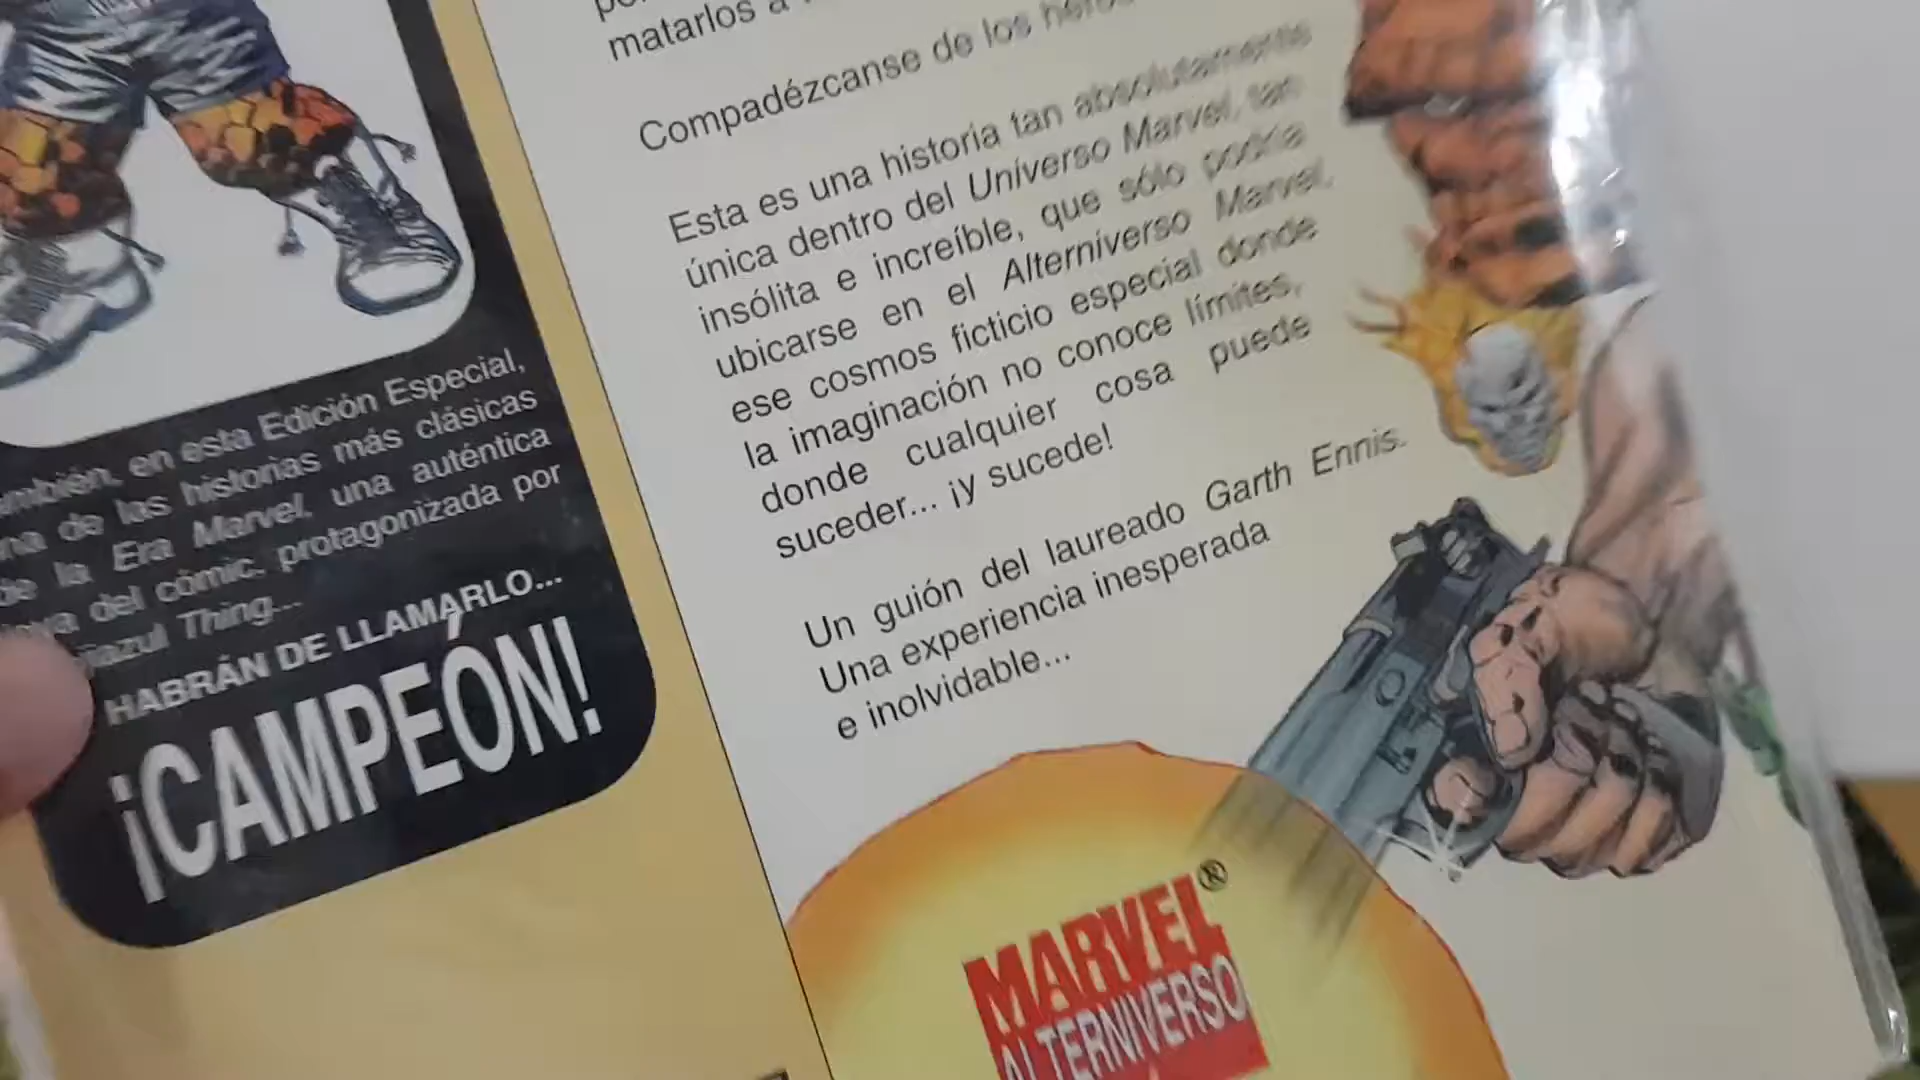 matarlos a
Compadézcanse de los héroes
Esta es una historia tan absolutamente
única dentro del Universo Marvel, tan
insólita e increíble, que sólo podría
ubicarse en el Alterniverso Marvel,
ese cosmos ficticio especial donde
la imaginación no conoce límites,
donde cualquier cosa puede
suceder... ¡y sucede!
Un guión del laureado Garth Ennis.
Una experiencia inesperada
e inolvidable...
MARVEL®
ALTERNIVERSO
en esta Edición Especial,
de las historias más clásicas
de la Era Marvel, una auténtica
del cómic, protagonizada por
Thing...
HABRÁN DE LLAMARLO...
¡CAMPEÓN!